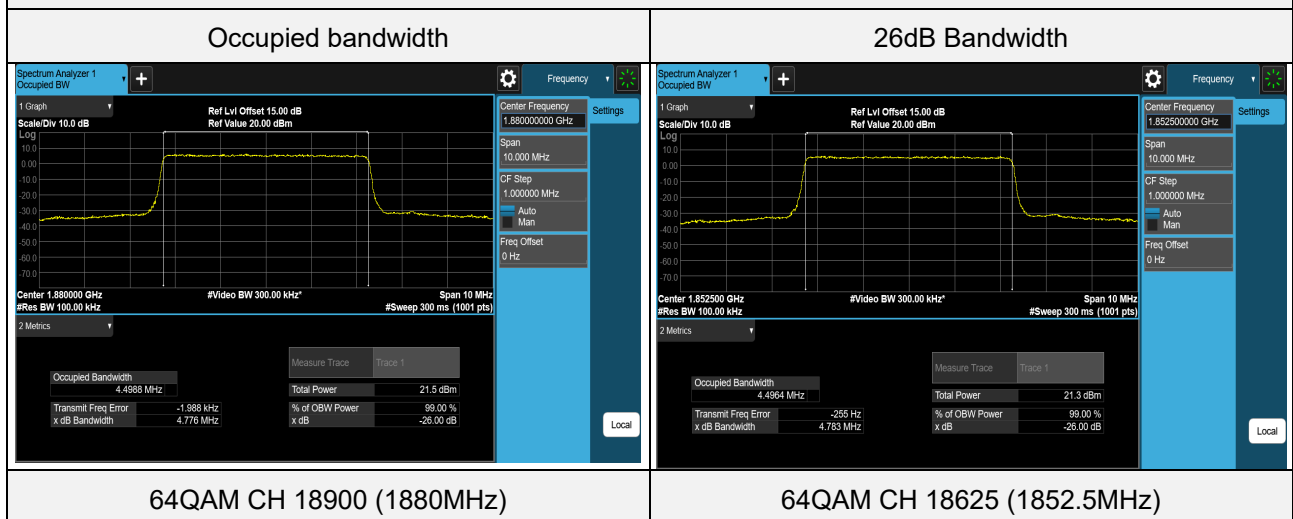 Occupied bandwidth
26dB Bandwidth
Spectrum Analyzer 1
Occupied BW
+
Frequency
1 Graph
Scale/Div 10.0 dB
Ref Lvl Offset 15.00 dB
Ref Value 20.00 dBm
Log
10.0
0.00
-10.0
-20.0
-30.0
-40.0
-50.0
-60.0
-70.0
Center 1.880000 GHz
#Res BW 100.00 kHz
#Video BW 300.00 kHz*
Span 10 MHz
#Sweep 300 ms (1001 pts)
Center Frequency
1.880000000 GHz
Span
10.000 MHz
CF Step
1.000000 MHz
Auto
Man
Freq Offset
0 Hz
Settings
Local
2 Metrics
Measure Trace Trace 1
Occupied Bandwidth
4.4988 MHz
Total Power 21.5 dBm
Transmit Freq Error -1.988 kHz
% of OBW Power 99.00 %
x dB Bandwidth 4.776 MHz
x dB -26.00 dB
Spectrum Analyzer 1
Occupied BW
+
Frequency
1 Graph
Scale/Div 10.0 dB
Ref Lvl Offset 15.00 dB
Ref Value 20.00 dBm
Log
10.0
0.00
-10.0
-20.0
-30.0
-40.0
-50.0
-60.0
-70.0
Center 1.852500 GHz
#Res BW 100.00 kHz
#Video BW 300.00 kHz*
Span 10 MHz
#Sweep 300 ms (1001 pts)
Center Frequency
1.852500000 GHz
Span
10.000 MHz
CF Step
1.000000 MHz
Auto
Man
Freq Offset
0 Hz
Settings
Local
2 Metrics
Measure Trace Trace 1
Occupied Bandwidth
4.4964 MHz
Total Power 21.3 dBm
Transmit Freq Error -255 Hz
% of OBW Power 99.00 %
x dB Bandwidth 4.783 MHz
x dB -26.00 dB
64QAM CH 18900 (1880MHz)
64QAM CH 18625 (1852.5MHz)